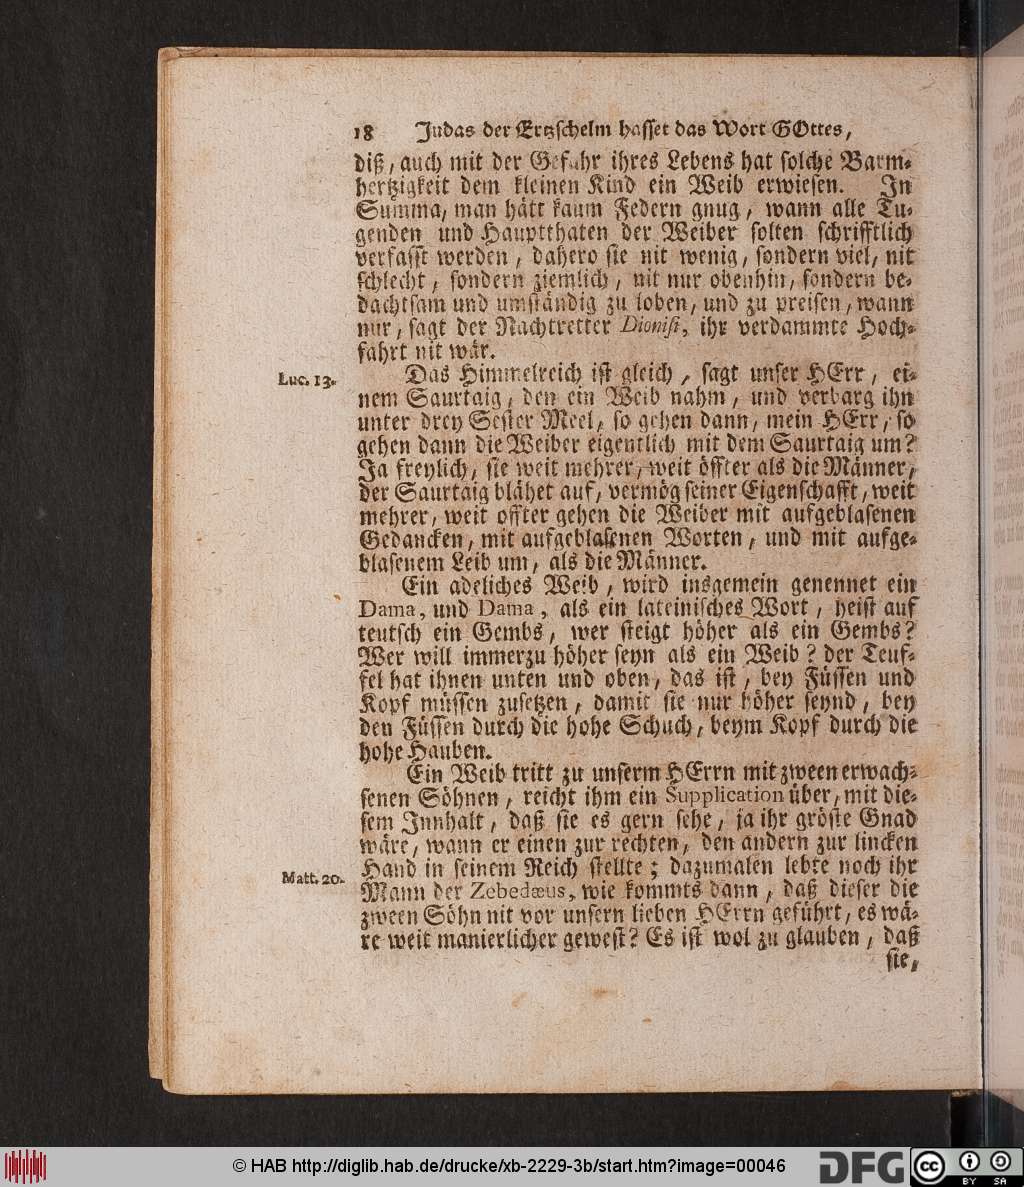 18 Judas der Ertzschelm hasset das Wort GOttes,
diß, auch mit der Gefahr ihres Lebens hat solche Barm-
hertzigkeit dem kleinen Kind ein Weib erwiesen. In
Summa, man hätt kaum Federn gnug, wann alle Tu-
genden und Hauptthaten der Weiber solten schrifftlich
verfasst werden, dahero sie nit wenig, sondern viel, nit
schlecht, sondern ziemlich, nit nur obenhin, sondern be-
dachtsam und umständig zu loben, und zu preisen, wann
nur, sagt der Nachtretter Dionisi, ihr verdammte Hoch-
fahrt nit wär.
Luc. 13. Das Himmelreich ist gleich, sagt unser HErr, ei-
nem Saurtaig, den ein Weib nahm, und verbarg ihn
unter drey Sester Meel, so gehen dann, mein HErr, so
gehen dann die Weiber eigentlich mit dem Saurtaig um?
Ja freylich, sie weit mehrer, weit öffter als die Männer,
der Saurtaig blähet auf, vermög seiner Eigenschafft, weit
mehrer, weit offter gehen die Weiber mit aufgeblasenen
Gedancken, mit aufgeblasenen Worten, und mit aufge-
blasenem Leib um, als die Männer.
Ein adeliches Weib, wird insgemein genennet ein
Dama, und Dama, als ein lateinisches Wort, heist auf
teutsch ein Gembs, wer steigt höher als ein Gembs?
Wer will immerzu höher seyn als ein Weib? der Teuf-
fel hat ihnen unten und oben, das ist, bey Füssen und
Kopf müssen zusetzen, damit sie nur höher seynd, bey
den Füssen durch die hohe Schuch, beym Kopf durch die
hohe Hauben.
Ein Weib tritt zu unserm HErrn mit zween erwach-
senen Söhnen, reicht ihm ein Supplication über, mit die-
sem Innhalt, daß sie es gern sehe, ja ihr gröste Gnad
wäre, wann er einen zur rechten, den andern zur lincken
Hand in seinem Reich stellte; dazumalen lebte noch ihr
Matt. 20. Mann der Zebedæus, wie kommts dann, daß dieser die
zween Söhn nit vor unsern lieben HErrn geführt, es wä-
re weit manierlicher gewest? Es ist wol zu glauben, daß
sie,
© HAB http://diglib.hab.de/drucke/xb-2229-3b/start.htm?image=00046
DFG
cc BY SA